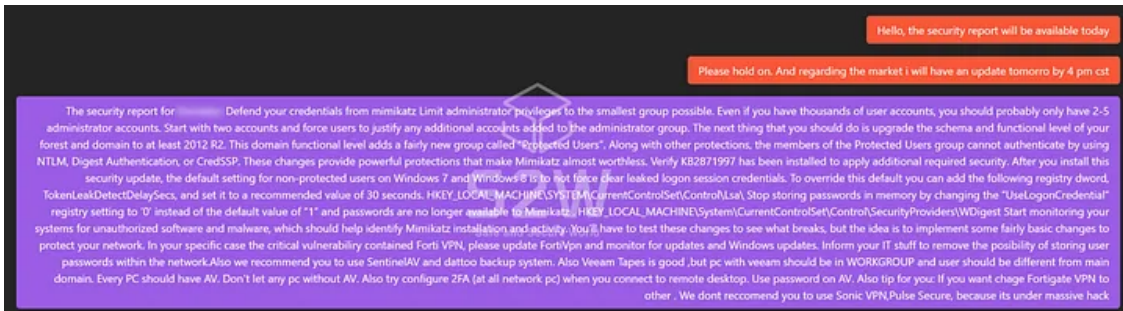 Hello, the security report will be available today
Please hold on. And regarding the market i will have an update tomorro by 4 pm cst
The security report for Defend your credentials from mimikatz Limit administrator privileges to the smallest group possible. Even if you have thousands of user accounts, you should probably only have 2-5
administrator accounts. Start with two accounts and force users to justify any additional accounts added to the administrator group. The next thing that you should do is upgrade the schema and functional level of your
forest and domain to at least 2012 R2. This domain functional level adds a fairly new group called "Protected Users". Along with other protections, the members of the Protected Users group cannot authenticate by using
NTLM, Digest Authentication, or CredSSP. These changes provide powerful protections that make Mimikatz almost worthless. Verify KB2871997 has been installed to apply additional required security. After you install this
security update, the default setting for non-protected users on Windows 7 and Windows 8 is to not force clear leaked logon session credentials. To override this default you can add the following registry dword,
TokenLeakDetectDelaySecs, and set it to a recommended value of 30 seconds. HKEY_LOCAL_MACHINE\SYSTEM\CurrentControlSet\Control\Lsa\ Stop storing passwords in memory by changing the "UseLogonCredential"
registry setting to '0' instead of the default value of "1" and passwords are no longer available to Mimikatz . HKEY_LOCAL_MACHINE\System\CurrentControlSet\Control\SecurityProviders\WDigest Start monitoring your
systems for unauthorized software and malware, which should help identify Mimikatz installation and activity. You'll have to test these changes to see what breaks, but the idea is to implement some fairly basic changes to
protect your network. In your specific case the critical vulneraibility contained Forti VPN, please update FortiVpn and monitor for updates and Windows updates. Inform your IT stuff to remove the posibility of storing user
passwords within the network.Also we recommend you to use SentinelAV and dattoo backup system. Also Veeam Tapes is good ,but pc with veeam should be in WORKGROUP and user should be different from main
domain. Every PC should have AV. Don't let any pc without AV. Also try configure 2FA (at all network pc) when you connect to remote desktop. Use password on AV. Also tip for you: If you want chage Fortigate VPN to
other . We dont reccomend you to use Sonic VPN,Pulse Secure, because its under massive hack
S2W